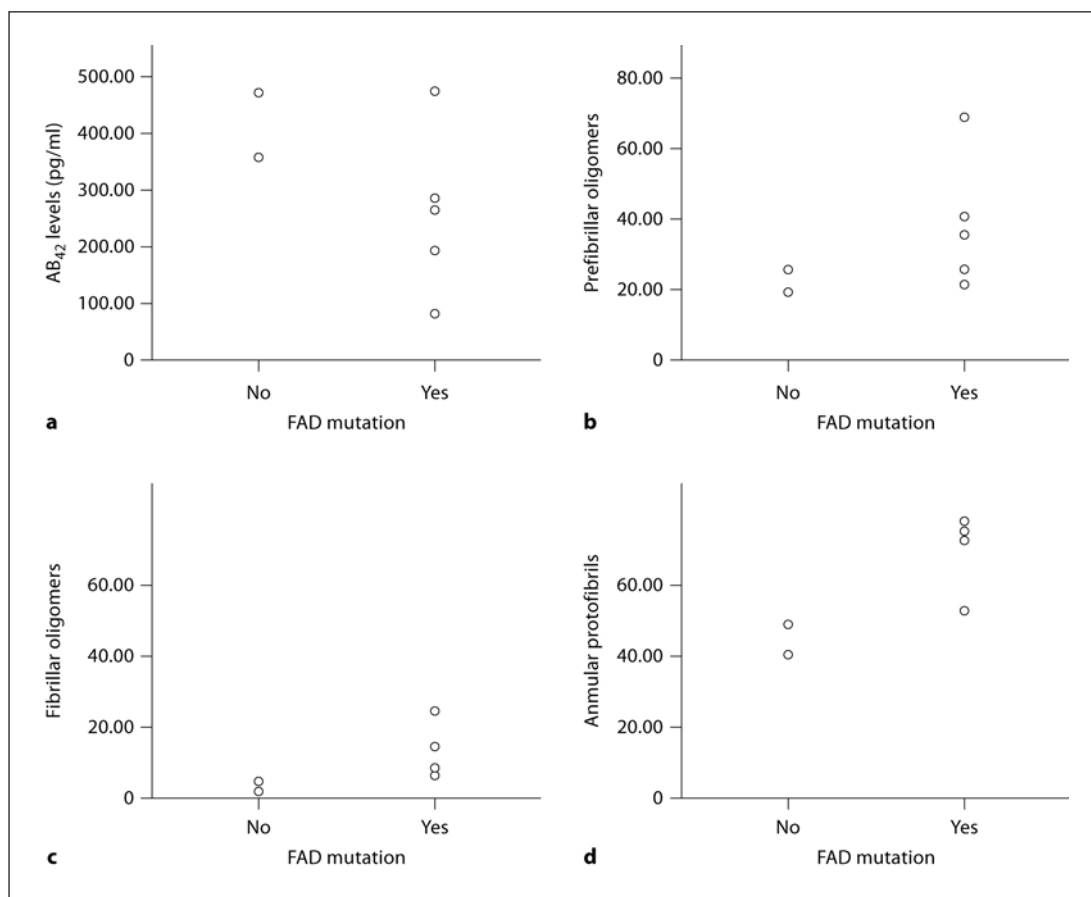 500.00
400.00
300.00
200.00
100.00
0
AB42 levels (pg/ml)
No
Yes
FAD mutation
a
80.00
60.00
40.00
20.00
0
Prefibrillar oligomers
No
Yes
FAD mutation
b
60.00
40.00
20.00
0
Fibrillar oligomers
No
Yes
FAD mutation
c
60.00
40.00
20.00
0
Anmular protofibrils
No
Yes
FAD mutation
d